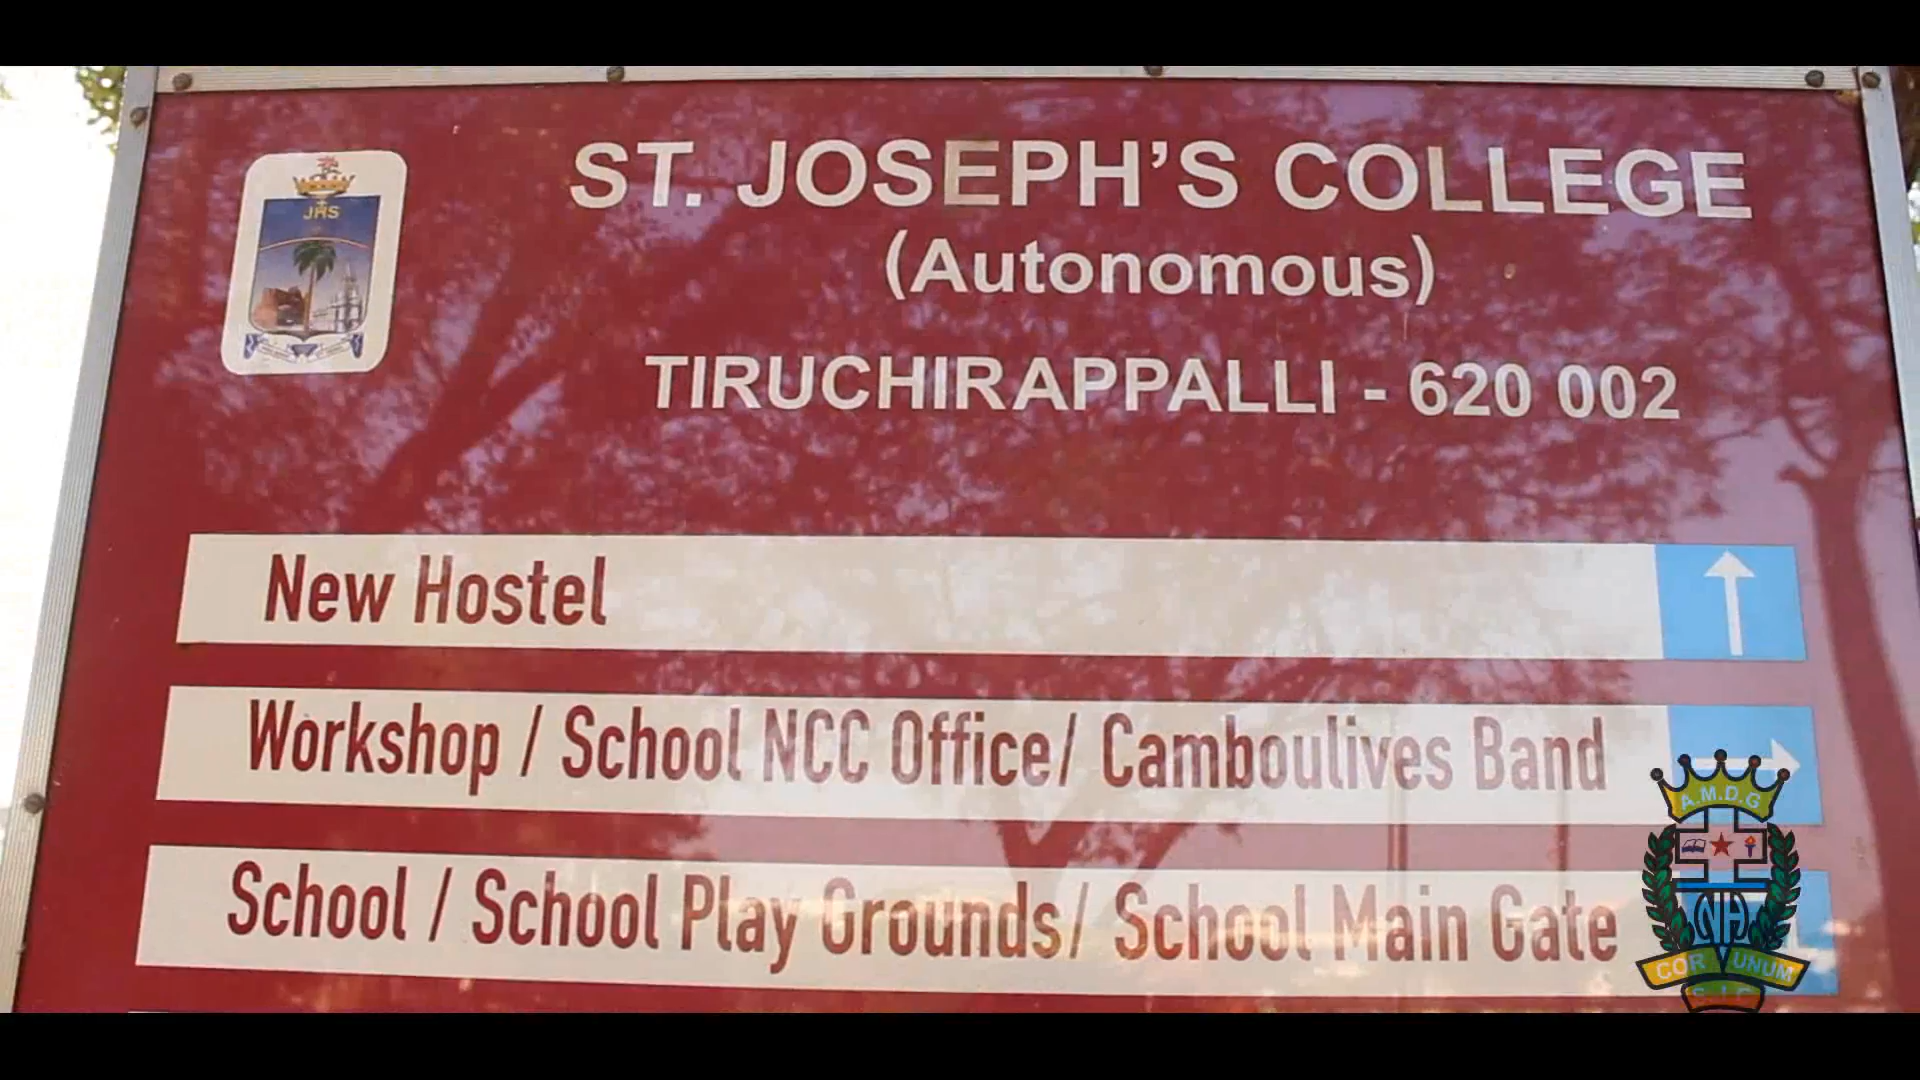 JHS
ST. JOSEPH'S COLLEGE
(Autonomous)
TIRUCHIRAPPALLI - 620 002
New Hostel
Workshop / School NCC Office/ Camboulives Band
School / School Play Grounds/ School Main Gate
A.M.D.G
NH
COR UNUM
S J C